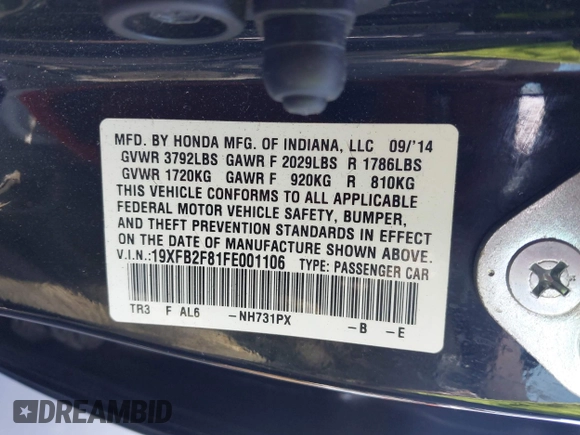 MFD. BY HONDA MFG. OF INDIANA, LLC 09/'14
GVWR 3792LBS GAWR F 2029LBS R 1786LBS
GVWR 1720KG GAWR F 920KG R 810KG
THIS VEHICLE CONFORMS TO ALL APPLICABLE
FEDERAL MOTOR VEHICLE SAFETY, BUMPER,
AND THEFT PREVENTION STANDARDS IN EFFECT
ON THE DATE OF MANUFACTURE SHOWN ABOVE.
V.I.N.:19XFB2F81FE001106 TYPE: PASSENGER CAR
TR3 F AL6 -NH731PX -B -E
DREAMBID